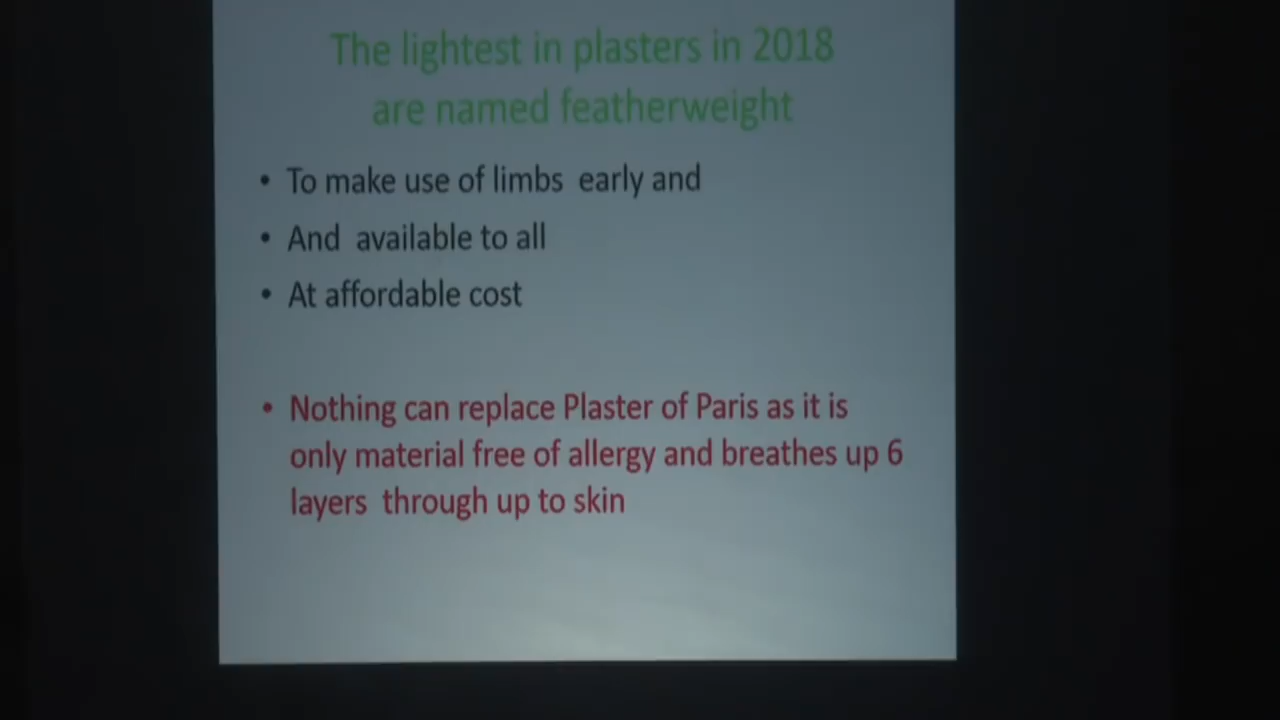 The lightest in plasters in 2018
are named featherweight
• To make use of limbs early and
• And available to all
• At affordable cost
• Nothing can replace Plaster of Paris as it is
only material free of allergy and breathes up 6
layers through up to skin